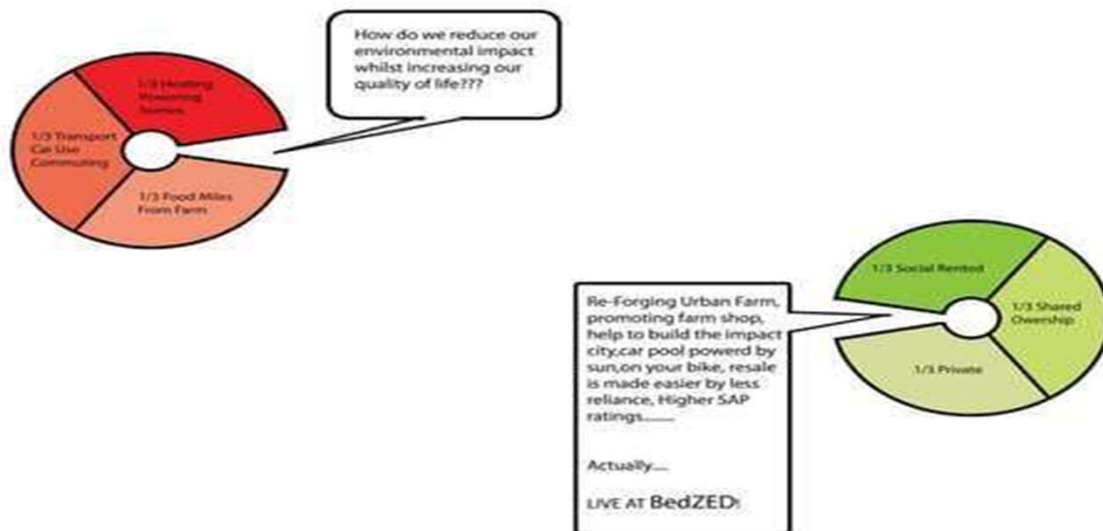 How do we reduce our
environmental impact
whilst increasing our
quality of life???
1/3 Heating
Powering
homes.
1/3 Transport
Car Use
Commuting
1/3 Food Miles
From Farm
1/3 Social Rented
1/3 Shared
Owership
1/3 Private
Re-Forging Urban Farm,
promoting farm shop,
help to build the impact
city,car pool powerd by
sun,on your bike, resale
is made easier by less
reliance, Higher SAP
ratings.......
Actually....
LIVE AT BedZED!